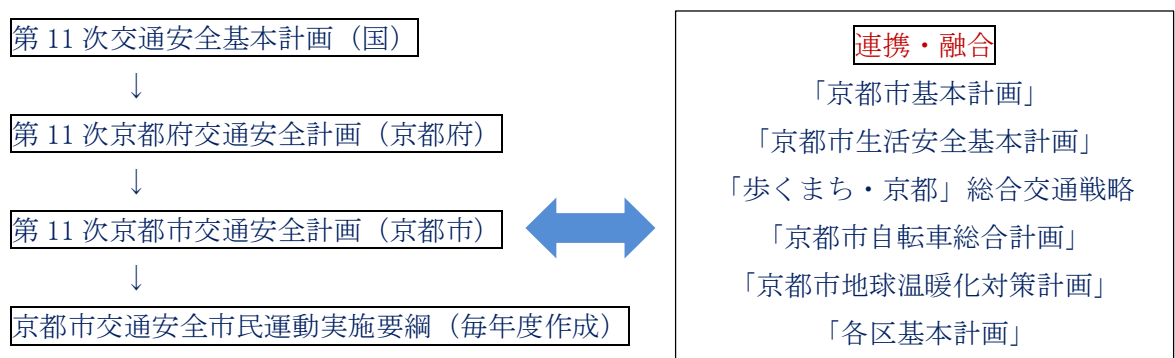 第 11 次交通安全基本計画（国）
↓
第 11 次京都府交通安全計画（京都府）
↓
第 11 次京都市交通安全計画（京都市）
↓
京都市交通安全市民運動実施要綱（毎年度作成）
連携・融合
「京都市基本計画」
「京都市生活安全基本計画」
「歩くまち・京都」総合交通戦略
「京都市自転車総合計画」
「京都市地球温暖化対策計画」
「各区基本計画」